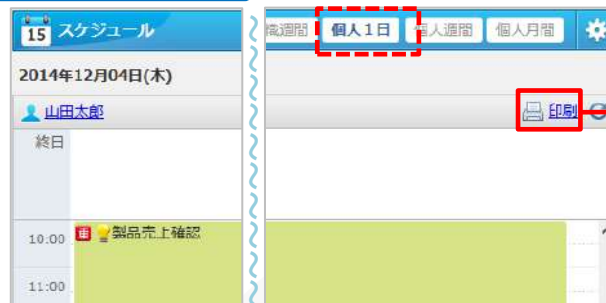 15 スケジュール
週間 個人1日 個人週間 個人月間
2014年12月04日(木)
山田太郎 印刷
終日
10:00 重 製品売上確認
11:00